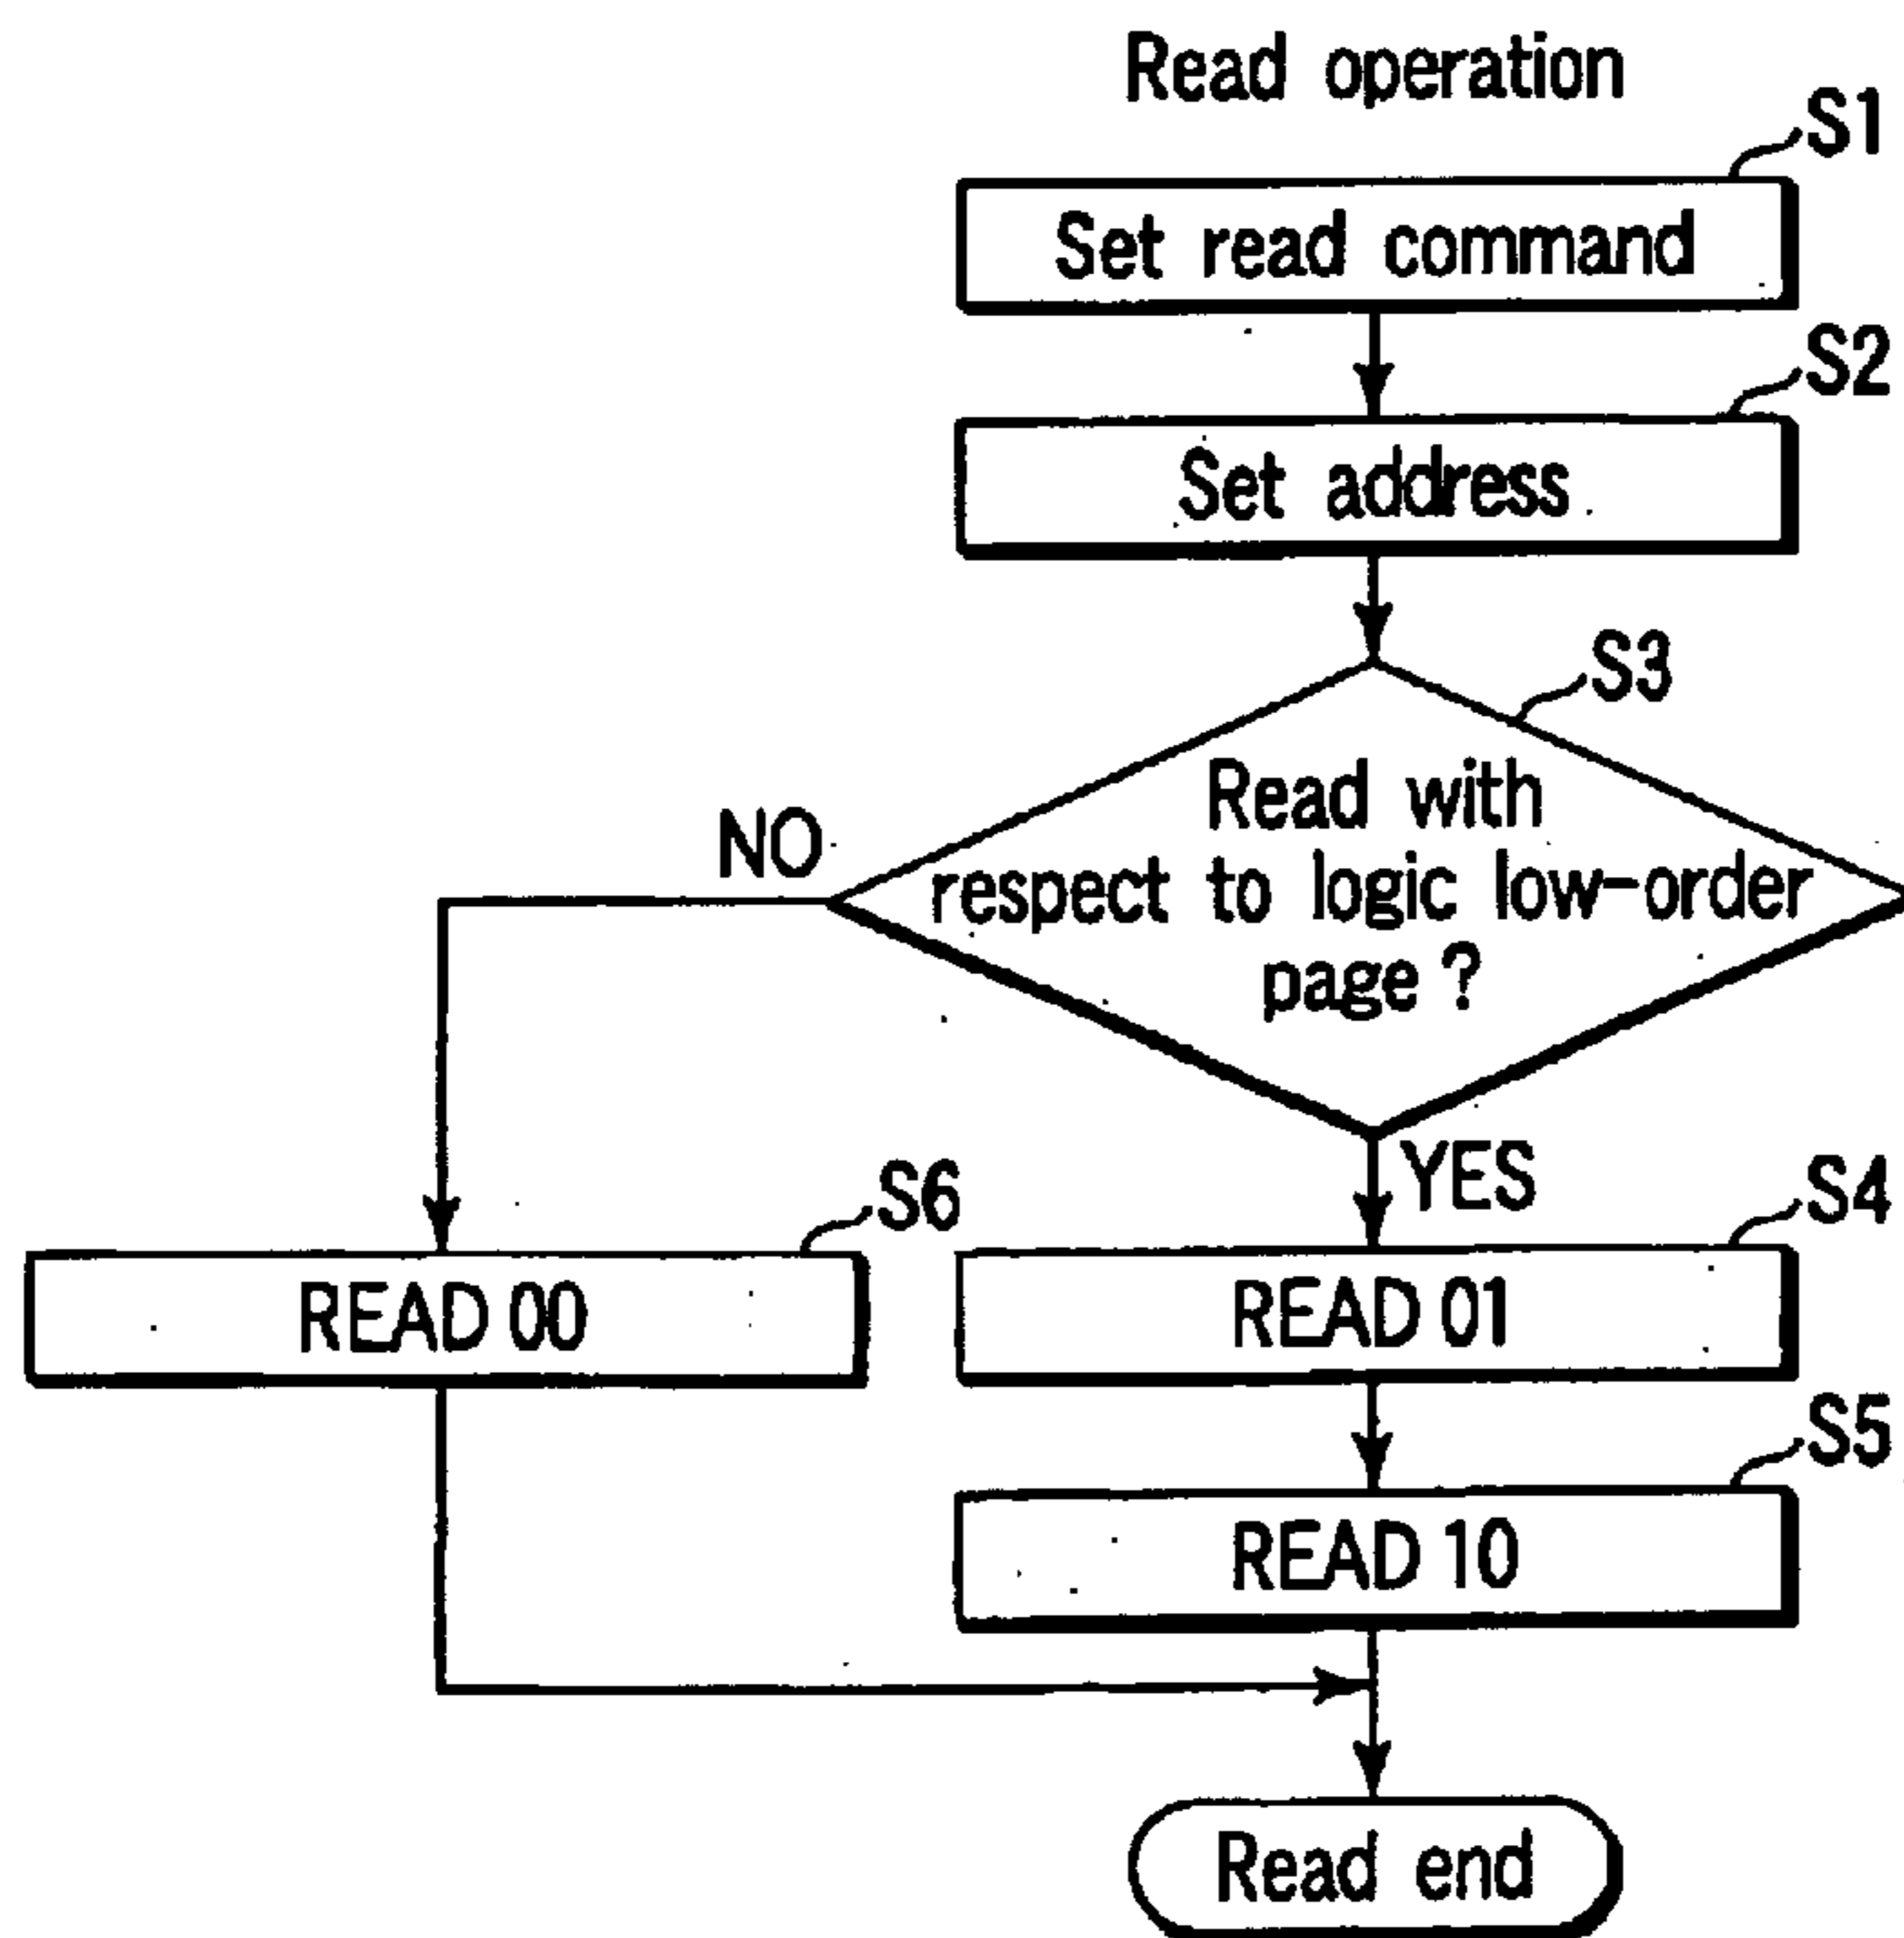 Read operation
S1
Set read command
S2
Set address
S3
Read with
respect to logic low-order
page ?
NO
YES
S6
S4
READ 00
READ 01
S5
READ 10
Read end